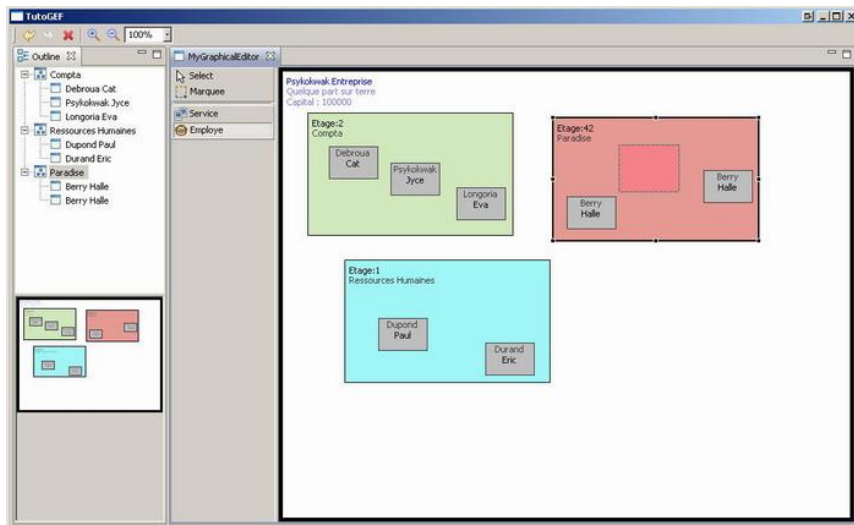 TutoGEF
100%
Outline
MyGraphicalEditor
Compta
Debroua Cat
Psykokwak Jyce
Longoria Eva
Ressources Humaines
Dupond Paul
Durand Eric
Paradise
Berry Halle
Berry Halle
Select
Marquee
Service
Employe
Psykokwak Entreprise
Quelque part sur terre
Capital : 100000
Etage:2
Compta
Debroua
Cat
Psykokwak
Jyce
Longoria
Eva
Etage:42
Paradise
Berry
Halle
Berry
Halle
Etage:1
Ressources Humaines
Dupond
Paul
Durand
Eric